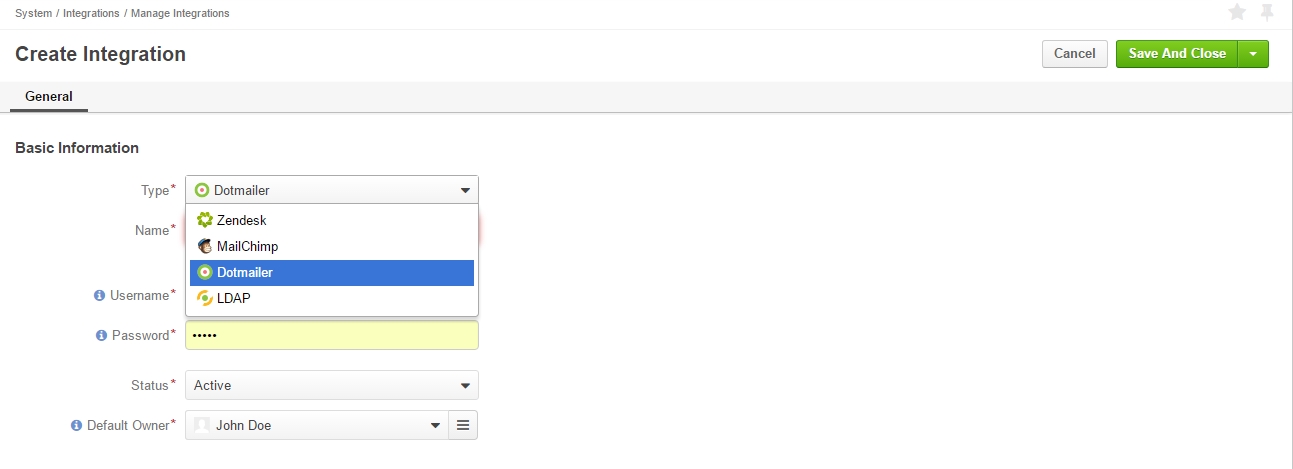 System / Integrations / Manage Integrations
Create Integration
Cancel
Save And Close
General
Basic Information
Type* Dotmailer
Zendesk
Name*
MailChimp
Dotmailer
Username*
LDAP
Password* •••••
Status* Active
Default Owner* John Doe